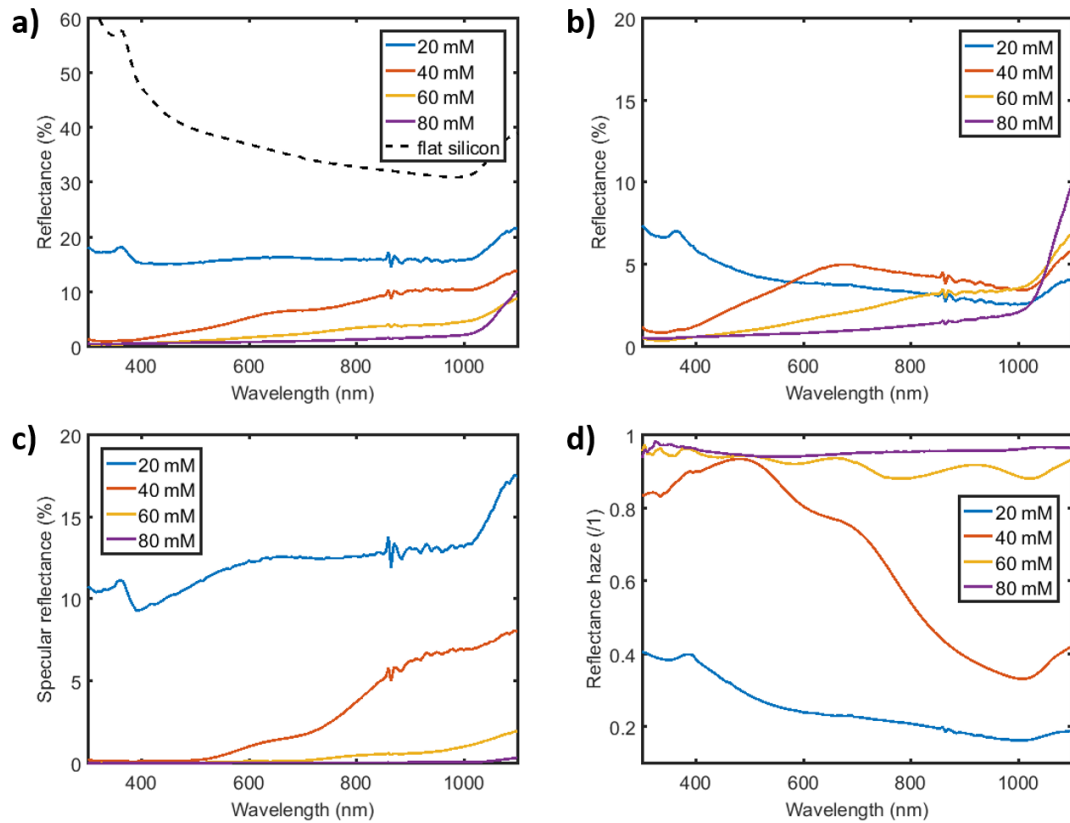 a)
60
50
40
30
20
10
0
Reflectance (%)
20 mM
40 mM
60 mM
80 mM
flat silicon
400
600
800
1000
Wavelength (nm)
b)
20
15
10
5
0
Reflectance (%)
20 mM
40 mM
60 mM
80 mM
400
600
800
1000
Wavelength (nm)
c)
20
15
10
5
0
Specular reflectance (%)
20 mM
40 mM
60 mM
80 mM
400
600
800
1000
Wavelength (nm)
d)
1
0.8
0.6
0.4
0.2
Reflectance haze (/1)
20 mM
40 mM
60 mM
80 mM
400
600
800
1000
Wavelength (nm)